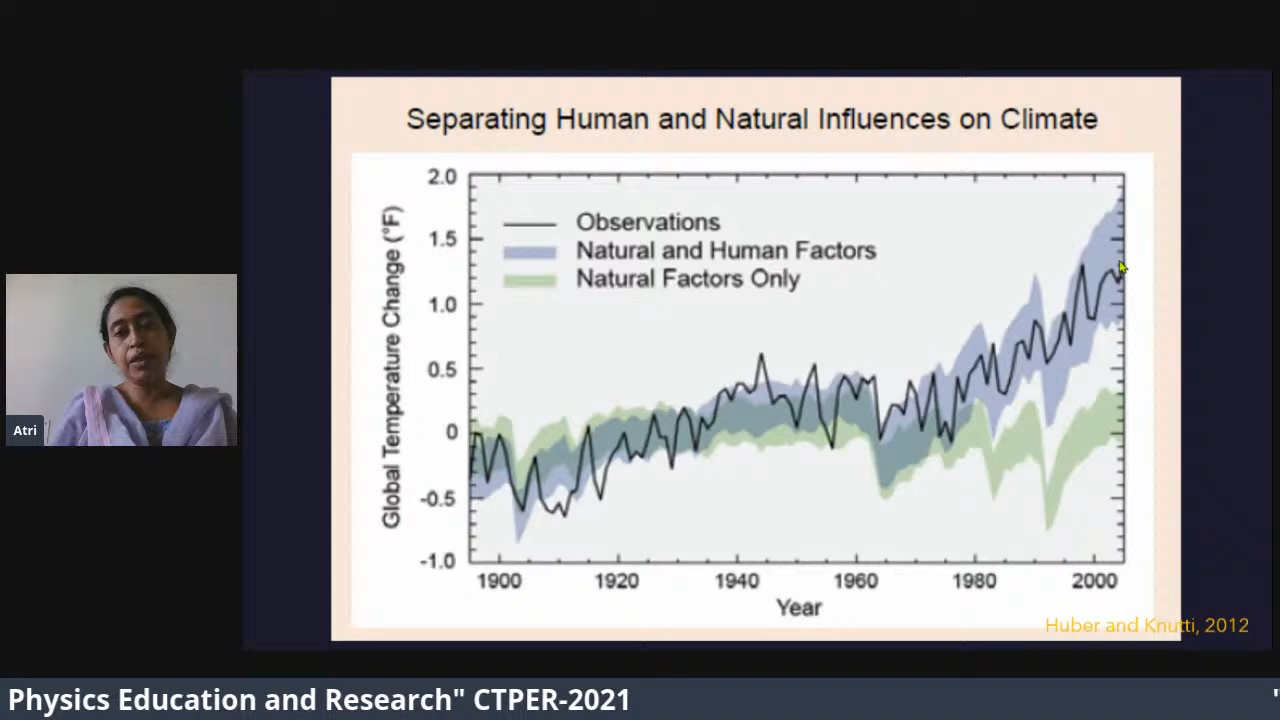 Separating Human and Natural Influences on Climate
2.0
1.5
1.0
0.5
0
-0.5
-1.0
Global Temperature Change (°F)
Observations
Natural and Human Factors
Natural Factors Only
1900 1920 1940 1960 1980 2000
Year
Huber and Knutti, 2012
Atri
Physics Education and Research" CTPER-2021 "